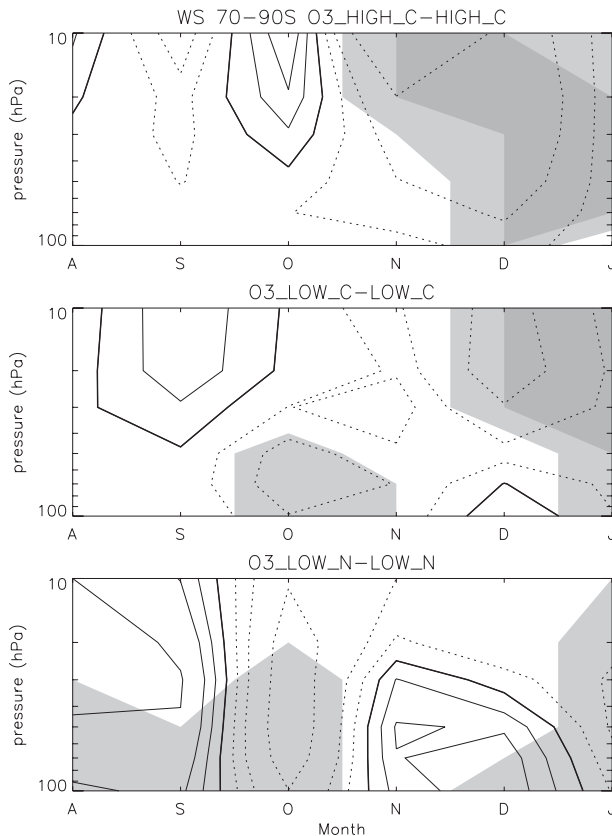 WS 70-90S O3_HIGH_C-HIGH_C
10
pressure (hPa)
100
A S O N D J
O3_LOW_C-LOW_C
10
pressure (hPa)
100
A S O N D J
O3_LOW_N-LOW_N
10
pressure (hPa)
100
A S O N D J
Month